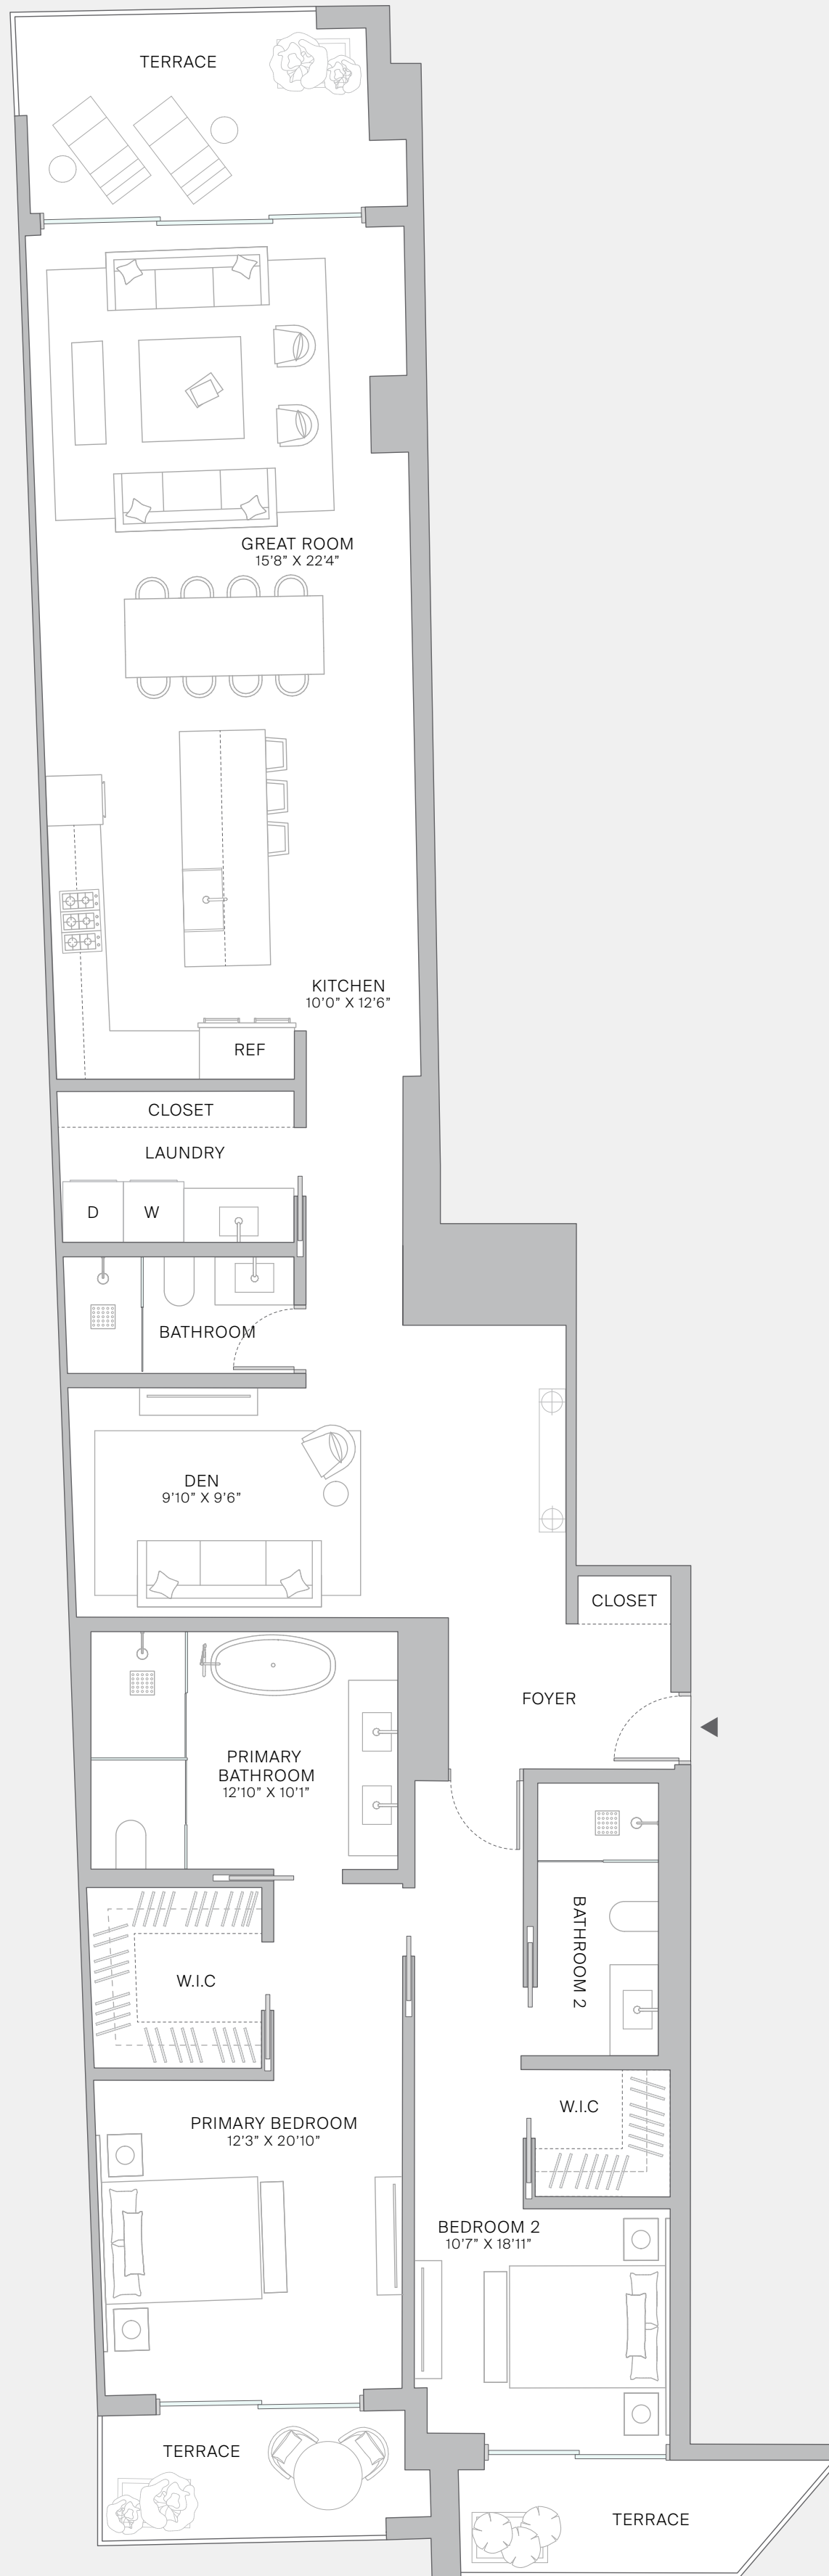 TERRACE
GREAT ROOM
15'8" X 22'4"
KITCHEN
10'0" X 12'6"
REF
CLOSET
LAUNDRY
D
W
BATHROOM
DEN
9'10" X 9'6"
CLOSET
FOYER
PRIMARY
BATHROOM
12'10" X 10'1"
BATHROOM 2
W.I.C
W.I.C
PRIMARY BEDROOM
12'3" X 20'10"
BEDROOM 2
10'7" X 18'11"
TERRACE
TERRACE